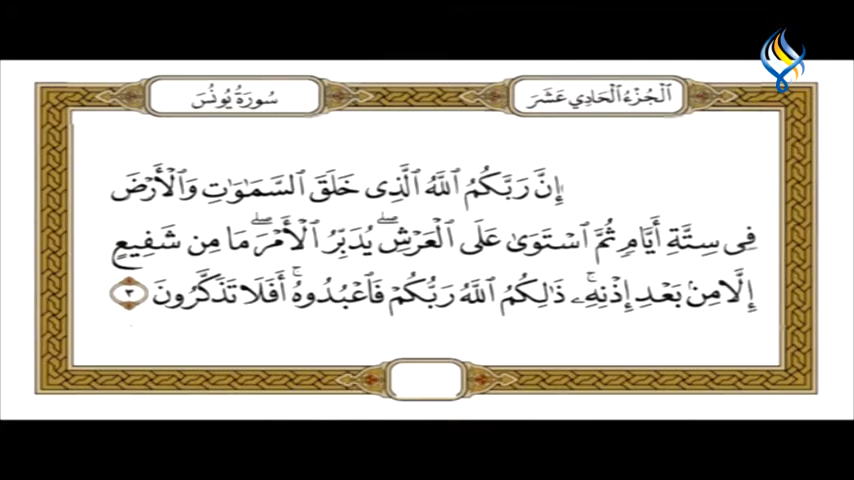 ٱلْجُزْءُ ٱلْحَادِي عَشَرَ
سُورَةُ يُونُسَ
إِنَّ رَبَّكُمُ ٱللَّهُ ٱلَّذِى خَلَقَ ٱلسَّمَـٰوَٰتِ وَٱلْأَرْضَ
فِى سِتَّةِ أَيَّامٍ ثُمَّ ٱسْتَوَىٰ عَلَى ٱلْعَرْشِ ۖ يُدَبِّرُ ٱلْأَمْرَ ۖ مَا مِن شَفِيعٍ
إِلَّا مِنۢ بَعْدِ إِذْنِهِۦ ۚ ذَٰلِكُمُ ٱللَّهُ رَبُّكُمْ فَٱعْبُدُوهُ ۚ أَفَلَا تَذَكَّرُونَ ٣